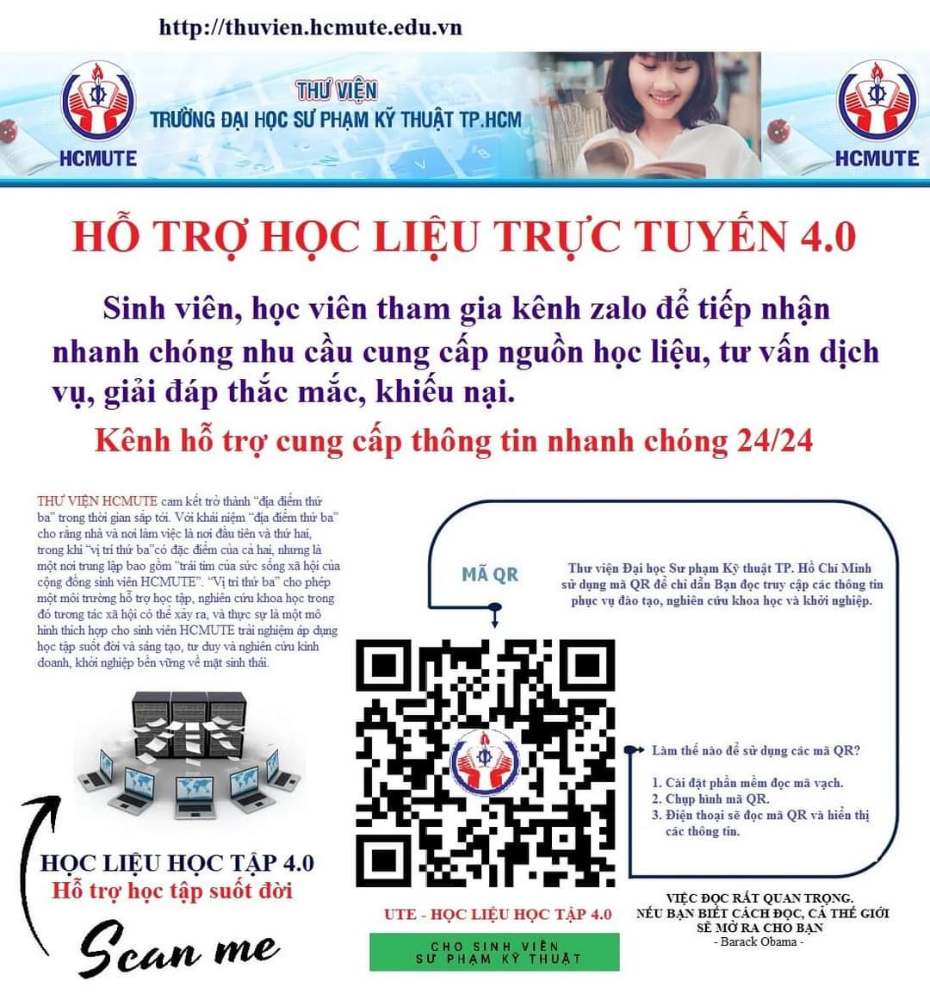 http://thuvien.hcmute.edu.vn
THƯ VIỆN
TRƯỜNG ĐẠI HỌC SƯ PHẠM KỸ THUẬT TP.HCM
HCMUTE
HCMUTE
HỖ TRỢ HỌC LIỆU TRỰC TUYẾN 4.0
Sinh viên, học viên tham gia kênh zalo để tiếp nhận
nhanh chóng nhu cầu cung cấp nguồn học liệu, tư vấn dịch
vụ, giải đáp thắc mắc, khiếu nại.
Kênh hỗ trợ cung cấp thông tin nhanh chóng 24/24
THƯ VIỆN HCMUTE cam kết trở thành “địa điểm thứ
ba” trong thời gian sắp tới. Với khái niệm “địa điểm thứ ba”
cho rằng nhà và nơi làm việc là nơi đầu tiên và thứ hai,
trong khi “vị trí thứ ba”có đặc điểm của cả hai, nhưng là
một nơi trung lập bao gồm “trái tim của sức sống xã hội của
cộng đồng sinh viên HCMUTE”. “Vị trí thứ ba” cho phép
một môi trường hỗ trợ học tập, nghiên cứu khoa học trong
đó tương tác xã hội có thể xảy ra, và thực sự là một mô
hình thích hợp cho sinh viên HCMUTE trải nghiệm áp dụng
học tập suốt đời và sáng tạo, tư duy và nghiên cứu kinh
doanh, khởi nghiệp bền vững về mặt sinh thái.
MÃ QR
Thư viện Đại học Sư phạm Kỹ thuật TP. Hồ Chí Minh
sử dụng mã QR để chỉ dẫn Bạn đọc truy cập các thông tin
phục vụ đào tạo, nghiên cứu khoa học và khởi nghiệp.
Làm thế nào để sử dụng các mã QR?
1. Cài đặt phần mềm đọc mã vạch.
2. Chụp hình mã QR.
3. Điện thoại sẽ đọc mã QR và hiển thị
các thông tin.
HỌC LIỆU HỌC TẬP 4.0
Hỗ trợ học tập suốt đời
Scan me
UTE - HỌC LIỆU HỌC TẬP 4.0
CHO SINH VIÊN
SƯ PHẠM KỸ THUẬT
VIỆC ĐỌC RẤT QUAN TRỌNG.
NẾU BẠN BIẾT CÁCH ĐỌC, CẢ THẾ GIỚI
SẼ MỞ RA CHO BẠN
- Barack Obama -